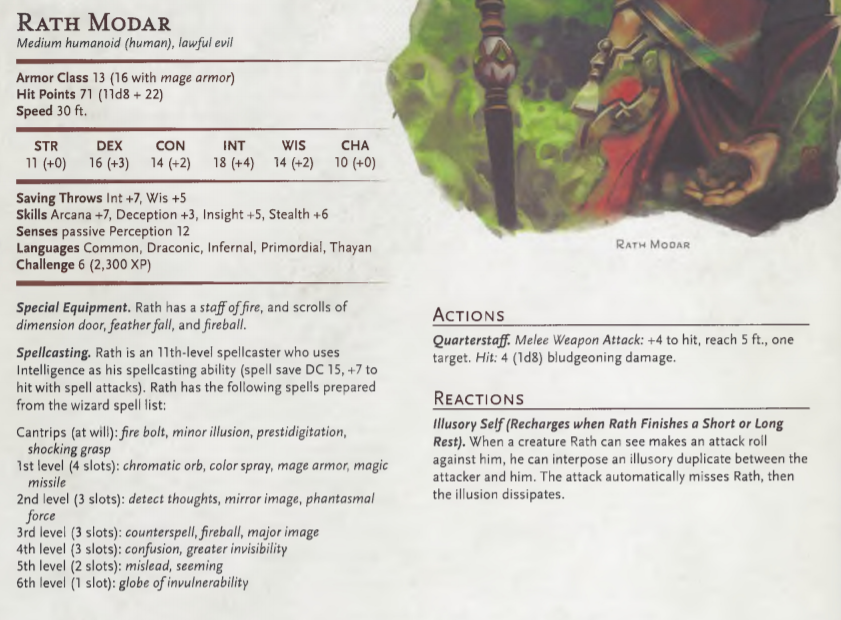 RATH MODAR
Medium humanoid (human), lawful evil
Armor Class 13 (16 with mage armor)
Hit Points 71 (11d8 + 22)
Speed 30 ft.
STR DEX CON INT WIS CHA
11 (+0) 16 (+3) 14 (+2) 18 (+4) 14 (+2) 10 (+0)
Saving Throws Int +7, Wis +5
Skills Arcana +7, Deception +3, Insight +5, Stealth +6
Senses passive Perception 12
Languages Common, Draconic, Infernal, Primordial, Thayan
Challenge 6 (2,300 XP)
Special Equipment. Rath has a staff of fire, and scrolls of
dimension door, feather fall, and fireball.
Spellcasting. Rath is an 11th-level spellcaster who uses
Intelligence as his spellcasting ability (spell save DC 15, +7 to
hit with spell attacks). Rath has the following spells prepared
from the wizard spell list:
Cantrips (at will): fire bolt, minor illusion, prestidigitation,
shocking grasp
1st level (4 slots): chromatic orb, color spray, mage armor, magic
missile
2nd level (3 slots): detect thoughts, mirror image, phantasmal
force
3rd level (3 slots): counterspell, fireball, major image
4th level (3 slots): confusion, greater invisibility
5th level (2 slots): mislead, seeming
6th level (1 slot): globe of invulnerability
RATH MODAR
ACTIONS
Quarterstaff. Melee Weapon Attack: +4 to hit, reach 5 ft., one
target. Hit: 4 (1d8) bludgeoning damage.
REACTIONS
Illusory Self (Recharges when Rath Finishes a Short or Long
Rest). When a creature Rath can see makes an attack roll
against him, he can interpose an illusory duplicate between the
attacker and him. The attack automatically misses Rath, then
the illusion dissipates.